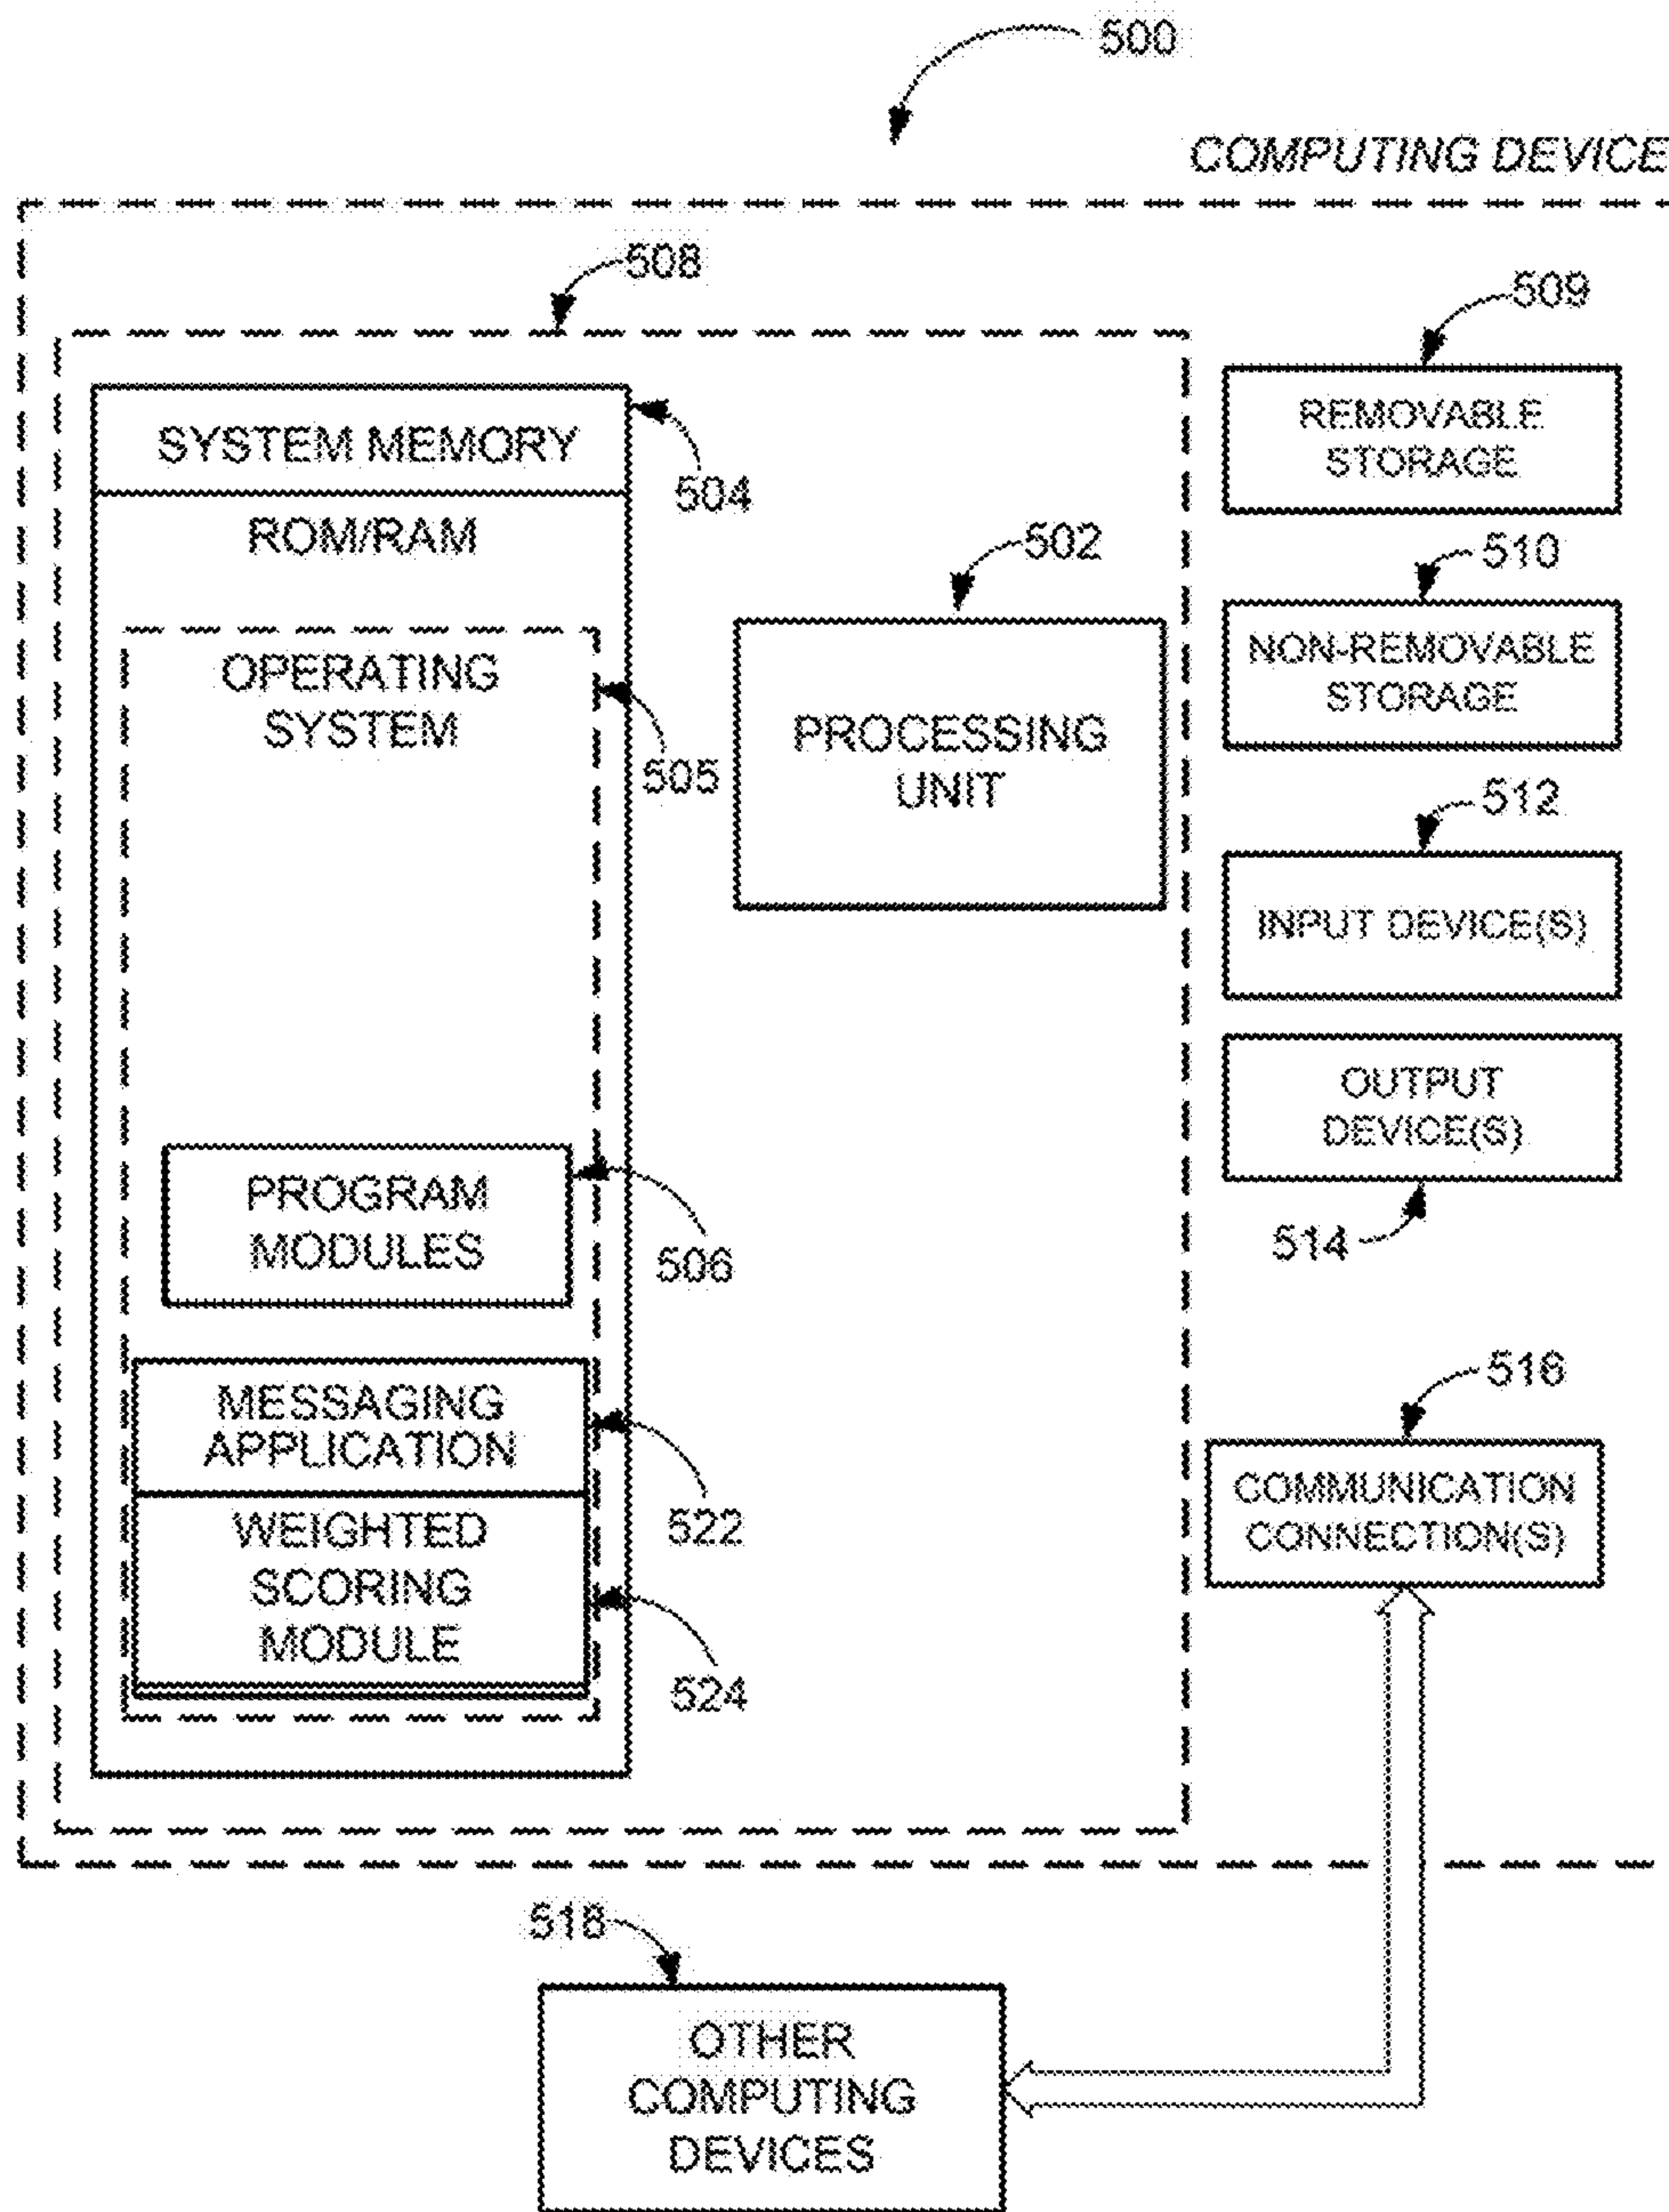 500
COMPUTING DEVICE
508
509
SYSTEM MEMORY
504
REMOVABLE
STORAGE
ROM/RAM
502
510
OPERATING
SYSTEM
505
PROCESSING
UNIT
NON-REMOVABLE
STORAGE
512
INPUT DEVICE(S)
OUTPUT
DEVICE(S)
514
PROGRAM
MODULES
506
MESSAGING
APPLICATION
522
516
COMMUNICATION
CONNECTION(S)
WEIGHTED
SCORING
MODULE
524
518
OTHER
COMPUTING
DEVICES